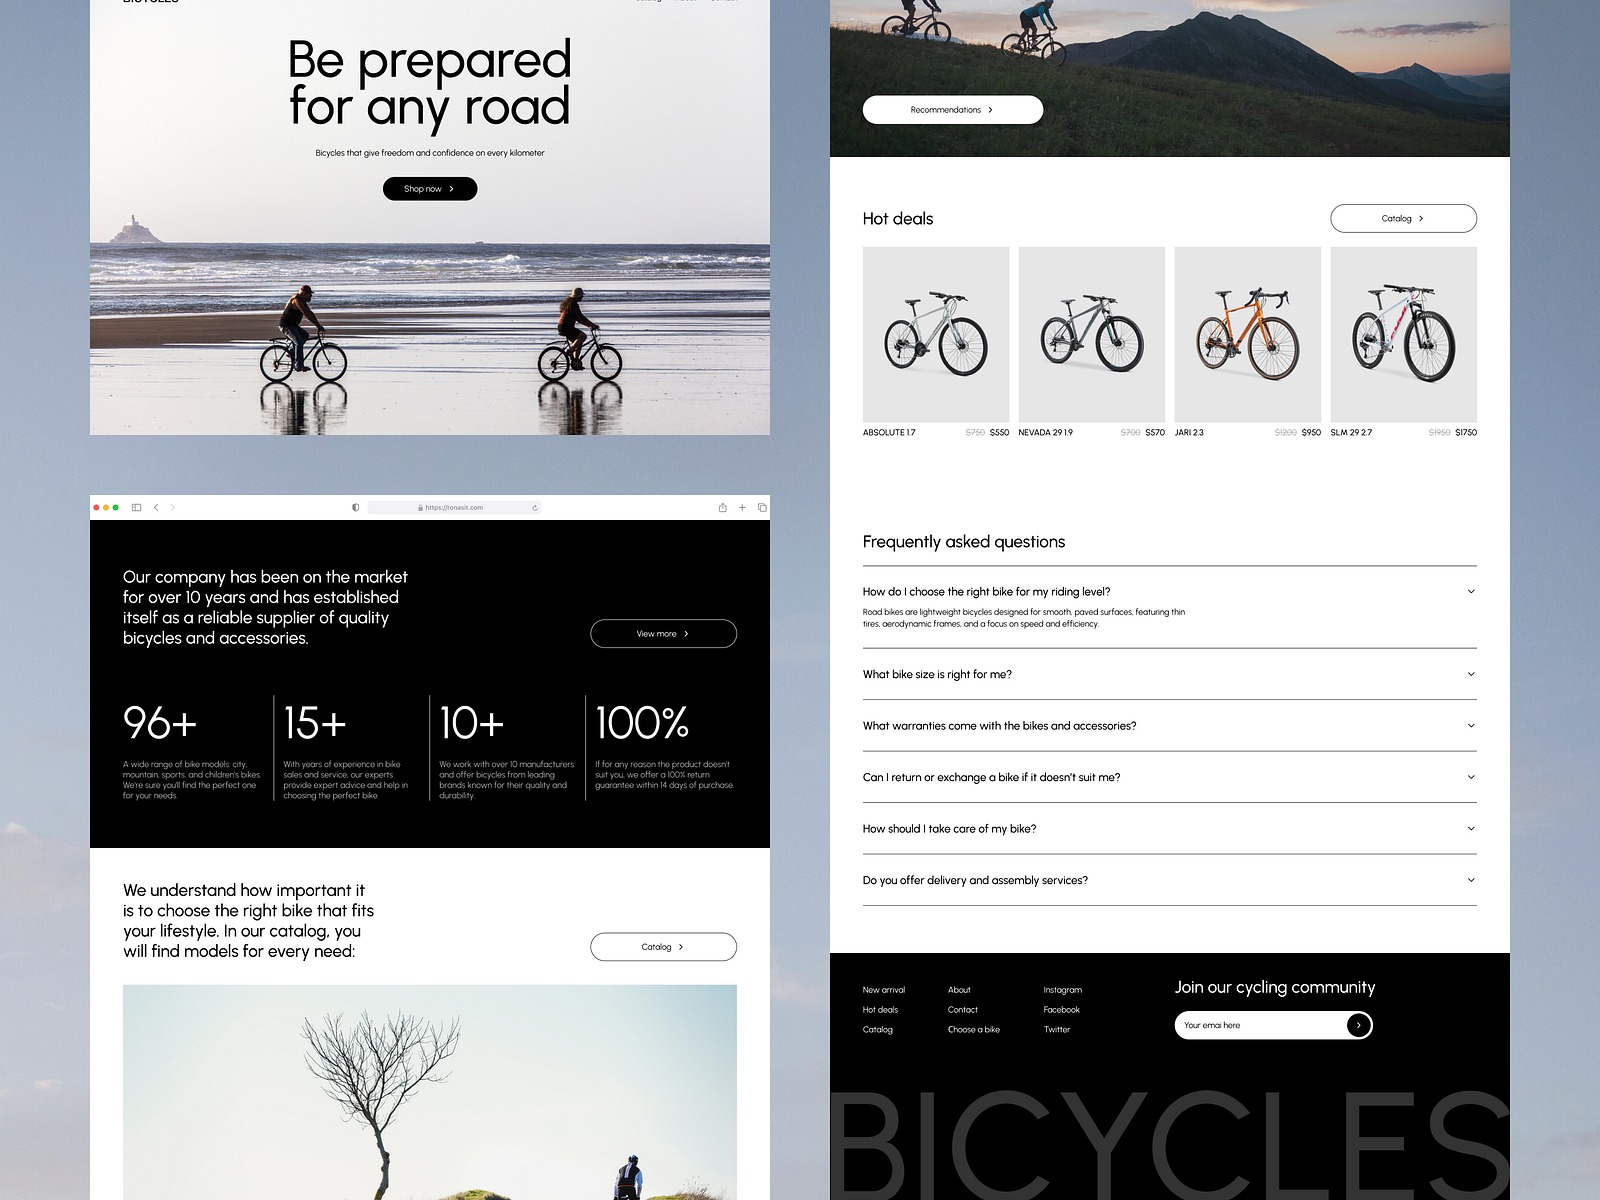 BICYCLES
Catalog About Contact
Be prepared
for any road
Bicycles that give freedom and confidence on every kilometer
Shop now
https://ronasit.com
Our company has been on the market
for over 10 years and has established
itself as a reliable supplier of quality
bicycles and accessories.
View more
96+
A wide range of bike models: city,
mountain, sports, and children's bikes.
We're sure you'll find the perfect one
for your needs.
15+
With years of experience in bike
sales and service, our experts
provide expert advice and help in
choosing the perfect bike.
10+
We work with over 10 manufacturers
and offer bicycles from leading
brands known for their quality and
durability.
100%
If for any reason the product doesn't
suit you, we offer a 100% return
guarantee within 14 days of purchase.
We understand how important it
is to choose the right bike that fits
your lifestyle. In our catalog, you
will find models for every need:
Catalog
Recommendations
Hot deals
Catalog
ABSOLUTE 1.7 $750 $550
NEVADA 29 1.9 $700 $570
JARI 2.3 $1200 $950
SLM 29 2.7 $1950 $1750
Frequently asked questions
How do I choose the right bike for my riding level?
Road bikes are lightweight bicycles designed for smooth, paved surfaces, featuring thin
tires, aerodynamic frames, and a focus on speed and efficiency.
What bike size is right for me?
What warranties come with the bikes and accessories?
Can I return or exchange a bike if it doesn't suit me?
How should I take care of my bike?
Do you offer delivery and assembly services?
New arrival
Hot deals
Catalog
About
Contact
Choose a bike
Instagram
Facebook
Twitter
Join our cycling community
Your emai here
BICYCLES